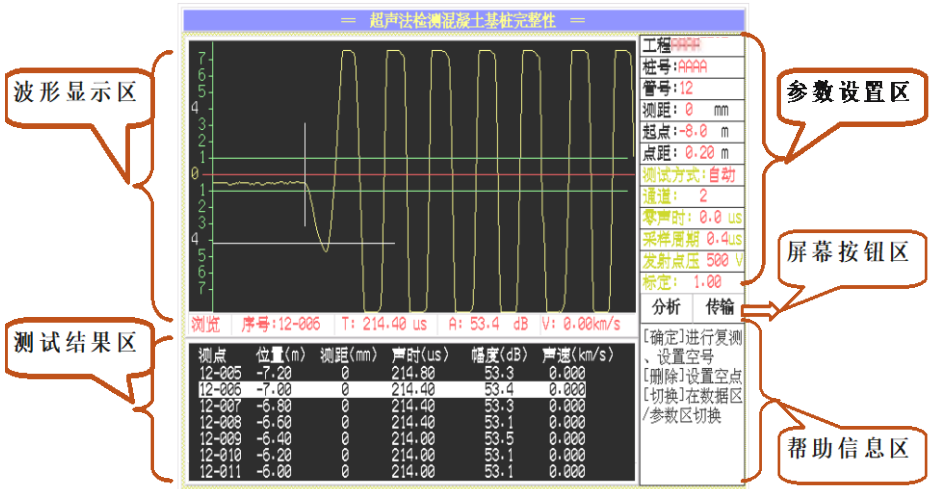 = 超声法检测混凝土基桩完整性 =
波形显示区
测试结果区
7
6
5
4
3
2
1
0
1
2
3
4
5
6
7
浏览 序号:12-006 T: 214.40 us A: 53.4 dB V: 0.00km/s
测点 位置(m) 测距(mm) 声时(us) 幅度(dB) 声速(km/s)
12-005 -7.20 0 214.80 53.3 0.000
12-006 -7.00 0 214.40 53.4 0.000
12-007 -6.80 0 214.40 53.3 0.000
12-008 -6.60 0 214.40 53.1 0.000
12-009 -6.40 0 214.00 53.5 0.000
12-010 -6.20 0 214.00 53.1 0.000
12-011 -6.00 0 214.00 53.1 0.000
工程
桩号:AAAA
管号:12
测距: 0 mm
起点:-8.0 m
点距: 0.20 m
测试方式:自动
通道: 2
零声时: 0.0 us
采样周期 0.4us
发射点压 500 V
标定: 1.00
分析 传输
[确定]进行复测
、设置空号
[删除]设置空点
[切换]在数据区
/参数区切换
参数设置区
屏幕按钮区
帮助信息区